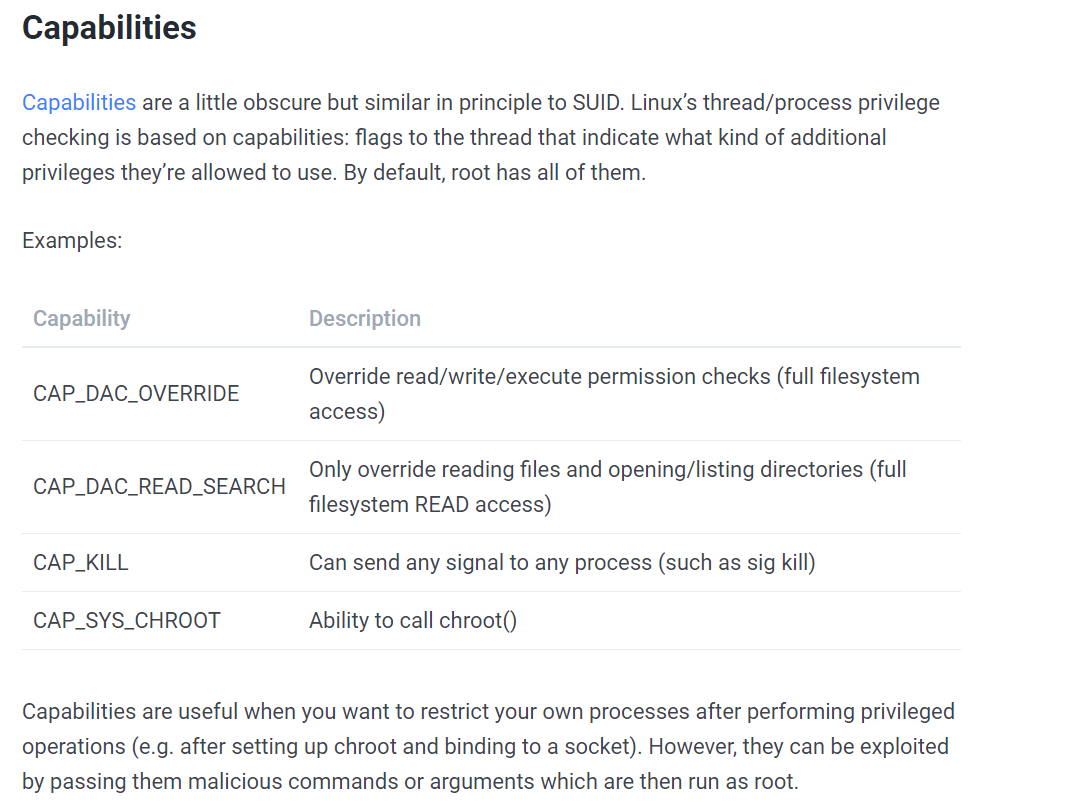 Capabilities
Capabilities are a little obscure but similar in principle to SUID. Linux’s thread/process privilege
checking is based on capabilities: flags to the thread that indicate what kind of additional
privileges they’re allowed to use. By default, root has all of them.
Examples:
Capability Description
CAP_DAC_OVERRIDE Override read/write/execute permission checks (full filesystem
access)
CAP_DAC_READ_SEARCH Only override reading files and opening/listing directories (full
filesystem READ access)
CAP_KILL Can send any signal to any process (such as sig kill)
CAP_SYS_CHROOT Ability to call chroot()
Capabilities are useful when you want to restrict your own processes after performing privileged
operations (e.g. after setting up chroot and binding to a socket). However, they can be exploited
by passing them malicious commands or arguments which are then run as root.